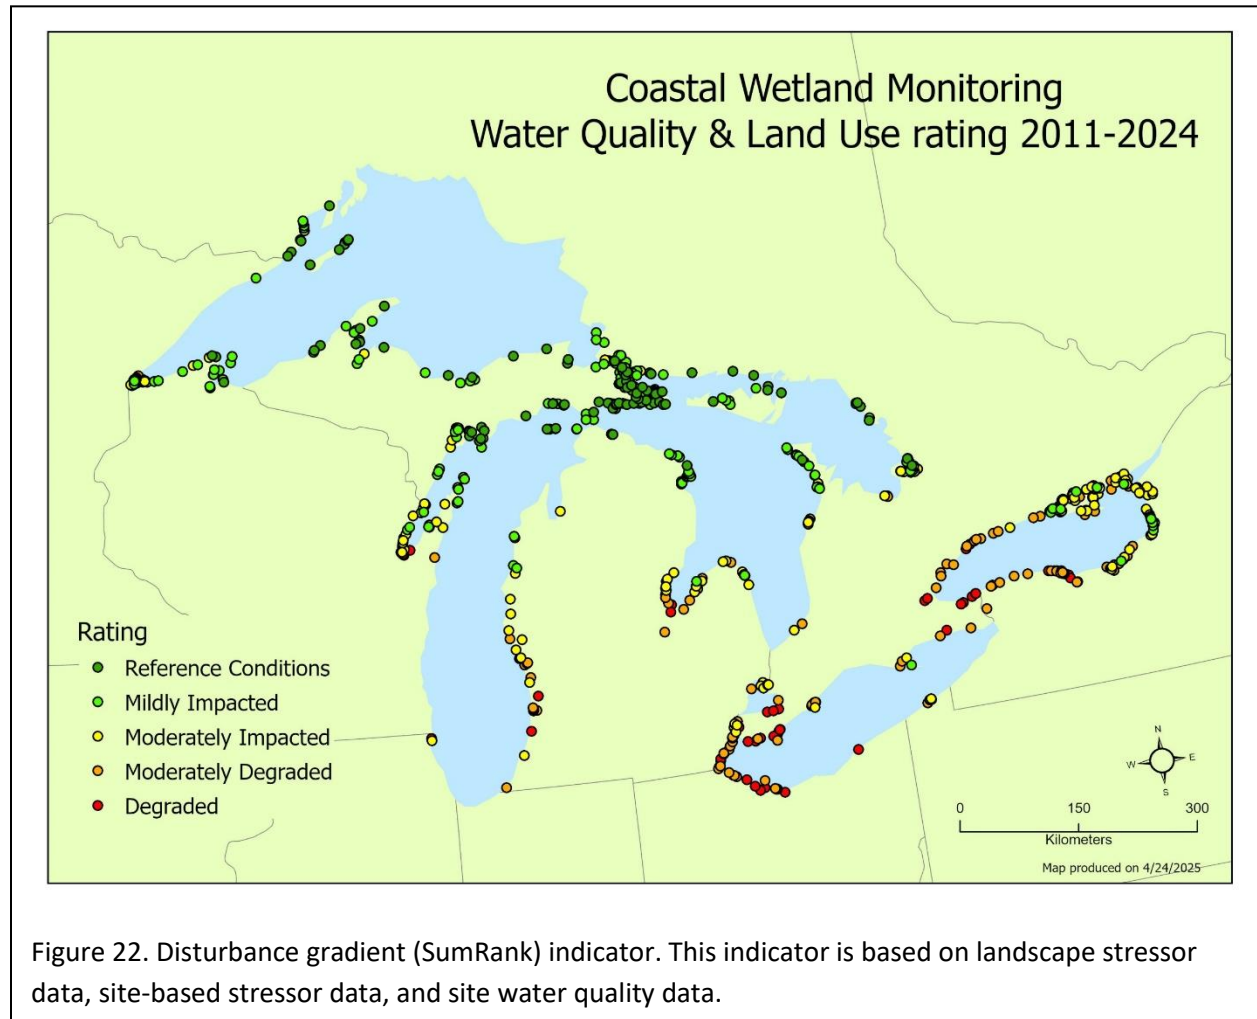 Coastal Wetland Monitoring
Water Quality & Land Use rating 2011-2024
Rating
Reference Conditions
Mildly Impacted
Moderately Impacted
Moderately Degraded
Degraded
N
W
E
S
0 150 300
Kilometers
Map produced on 4/24/2025
Figure 22. Disturbance gradient (SumRank) indicator. This indicator is based on landscape stressor
data, site-based stressor data, and site water quality data.